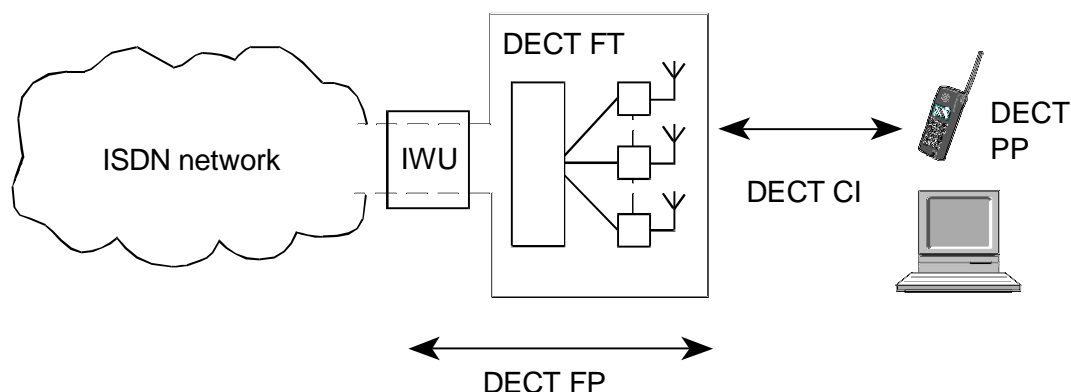 DECT FT
ISDN network
IWU
DECT
PP
DECT CI
DECT FP